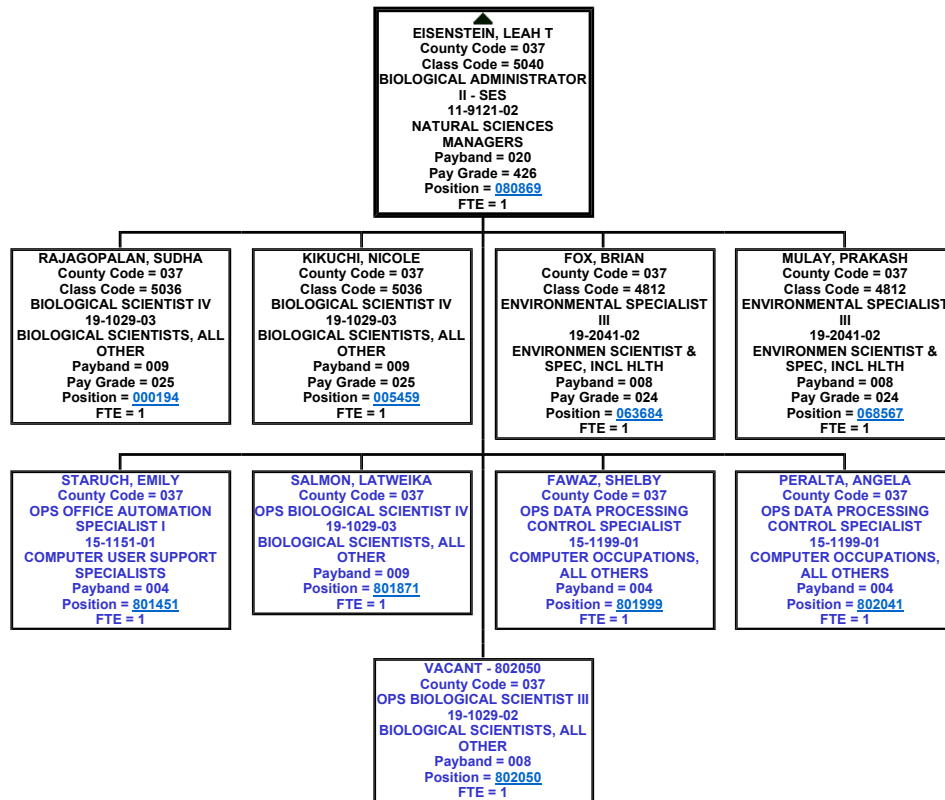 EISENSTEIN, LEAH T
County Code = 037
Class Code = 5040
BIOLOGICAL ADMINISTRATOR
II - SES
11-9121-02
NATURAL SCIENCES
MANAGERS
Payband = 020
Pay Grade = 426
Position = 080869
FTE = 1
RAJAGOPALAN, SUDHA
County Code = 037
Class Code = 5036
BIOLOGICAL SCIENTIST IV
19-1029-03
BIOLOGICAL SCIENTISTS, ALL
OTHER
Payband = 009
Pay Grade = 025
Position = 000194
FTE = 1
KIKUCHI, NICOLE
County Code = 037
Class Code = 5036
BIOLOGICAL SCIENTIST IV
19-1029-03
BIOLOGICAL SCIENTISTS, ALL
OTHER
Payband = 009
Pay Grade = 025
Position = 005459
FTE = 1
FOX, BRIAN
County Code = 037
Class Code = 4812
ENVIRONMENTAL SPECIALIST
III
19-2041-02
ENVIRONMEN SCIENTIST &
SPEC, INCL HLTH
Payband = 008
Pay Grade = 024
Position = 063684
FTE = 1
MULAY, PRAKASH
County Code = 037
Class Code = 4812
ENVIRONMENTAL SPECIALIST
III
19-2041-02
ENVIRONMEN SCIENTIST &
SPEC, INCL HLTH
Payband = 008
Pay Grade = 024
Position = 068567
FTE = 1
STARUCH, EMILY
County Code = 037
OPS OFFICE AUTOMATION
SPECIALIST I
15-1151-01
COMPUTER USER SUPPORT
SPECIALISTS
Payband = 004
Position = 801451
FTE = 1
SALMON, LATWEIKA
County Code = 037
OPS BIOLOGICAL SCIENTIST IV
19-1029-03
BIOLOGICAL SCIENTISTS, ALL
OTHER
Payband = 009
Position = 801871
FTE = 1
FAWAZ, SHELBY
County Code = 037
OPS DATA PROCESSING
CONTROL SPECIALIST
15-1199-01
COMPUTER OCCUPATIONS,
ALL OTHERS
Payband = 004
Position = 801999
FTE = 1
PERALTA, ANGELA
County Code = 037
OPS DATA PROCESSING
CONTROL SPECIALIST
15-1199-01
COMPUTER OCCUPATIONS,
ALL OTHERS
Payband = 004
Position = 802041
FTE = 1
VACANT - 802050
County Code = 037
OPS BIOLOGICAL SCIENTIST III
19-1029-02
BIOLOGICAL SCIENTISTS, ALL
OTHER
Payband = 008
Position = 802050
FTE = 1